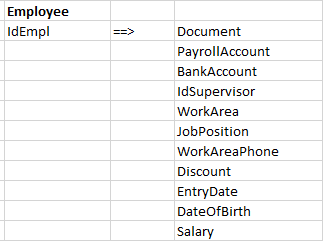 Employee
IdEmpl ==> Document
PayrollAccount
BankAccount
IdSupervisor
WorkArea
JobPosition
WorkAreaPhone
Discount
EntryDate
DateOfBirth
Salary